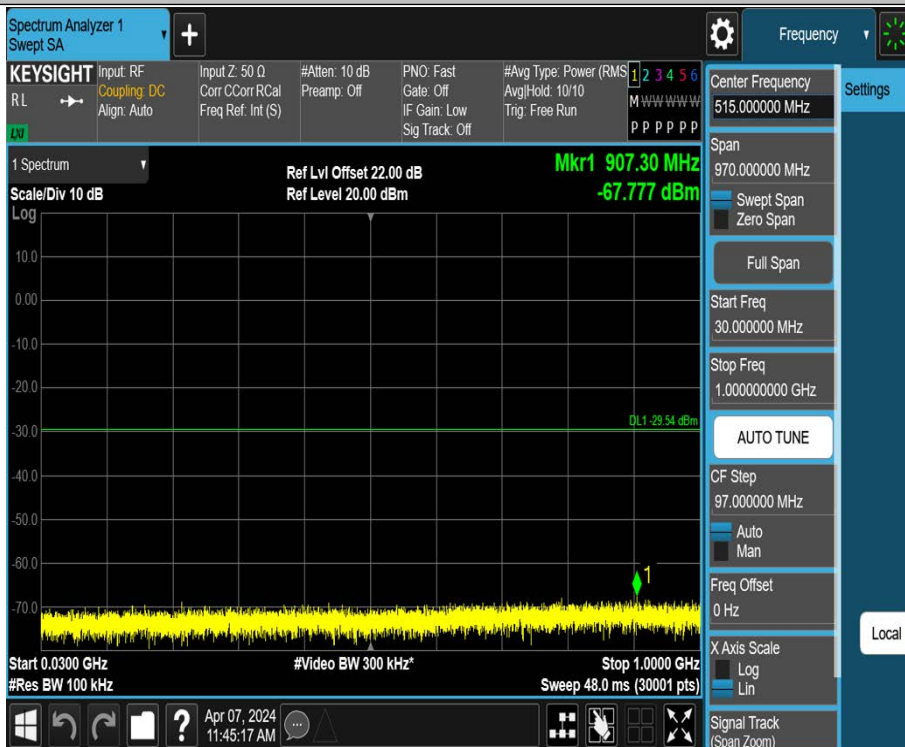 Spectrum Analyzer 1
Swept SA
+
Frequency
KEYSIGHT
RL
LXI
Input: RF
Coupling: DC
Align: Auto
Input Z: 50 Ω
Corr CCorr RCal
Freq Ref: Int (S)
#Atten: 10 dB
Preamp: Off
PNO: Fast
Gate: Off
IF Gain: Low
Sig Track: Off
#Avg Type: Power (RMS
Avg|Hold: 10/10
Trig: Free Run
1 2 3 4 5 6
M W W W W W
P P P P P P
1 Spectrum
Scale/Div 10 dB
Log
Ref Lvl Offset 22.00 dB
Ref Level 20.00 dBm
Mkr1 907.30 MHz
-67.777 dBm
10.0
0.00
-10.0
-20.0
-30.0
DL1 -29.54 dBm
-40.0
-50.0
-60.0
1
-70.0
Start 0.0300 GHz
#Res BW 100 kHz
#Video BW 300 kHz*
Stop 1.0000 GHz
Sweep 48.0 ms (30001 pts)
?
Apr 07, 2024
11:45:17 AM
Center Frequency
515.000000 MHz
Span
970.000000 MHz
Swept Span
Zero Span
Full Span
Start Freq
30.000000 MHz
Stop Freq
1.000000000 GHz
AUTO TUNE
CF Step
97.000000 MHz
Auto
Man
Freq Offset
0 Hz
X Axis Scale
Log
Lin
Signal Track
(Span Zoom)
Settings
Local